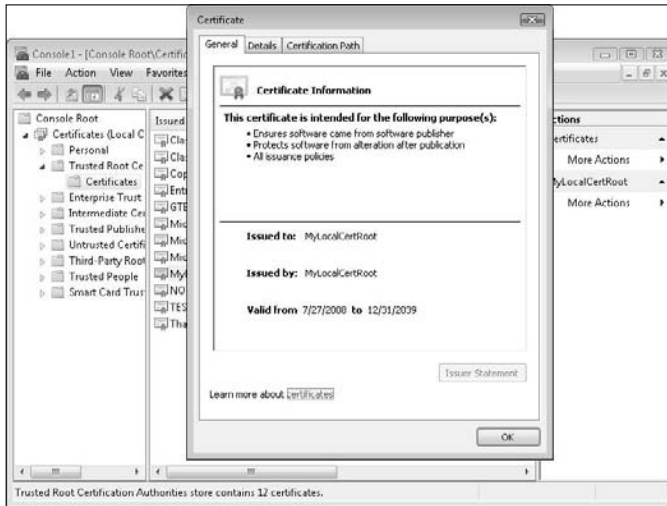 Certificate
General Details Certification Path
Certificate Information
This certificate is intended for the following purpose(s):
• Ensures software came from software publisher
• Protects software from alteration after publication
• All issuance policies
Issued to: MyLocalCertRoot
Issued by: MyLocalCertRoot
Valid from 7/27/2008 to 12/31/2039
Issuer Statement
Learn more about certificates
OK
Console1 - [Console Root\Certific
File Action View Favorites
Console Root
Certificates (Local C
Personal
Trusted Root Ce
Certificates
Enterprise Trust
Intermediate Cer
Trusted Publishe
Untrusted Certifi
Third-Party Root
Trusted People
Smart Card Trus
Issued
Cla
Cla
Cop
Entr
GTE
Mic
Mic
Mic
MyL
NO
TES
Tha
ctions
ertificates
More Actions
MyLocalCertRoot
More Actions
Trusted Root Certification Authorities store contains 12 certificates.